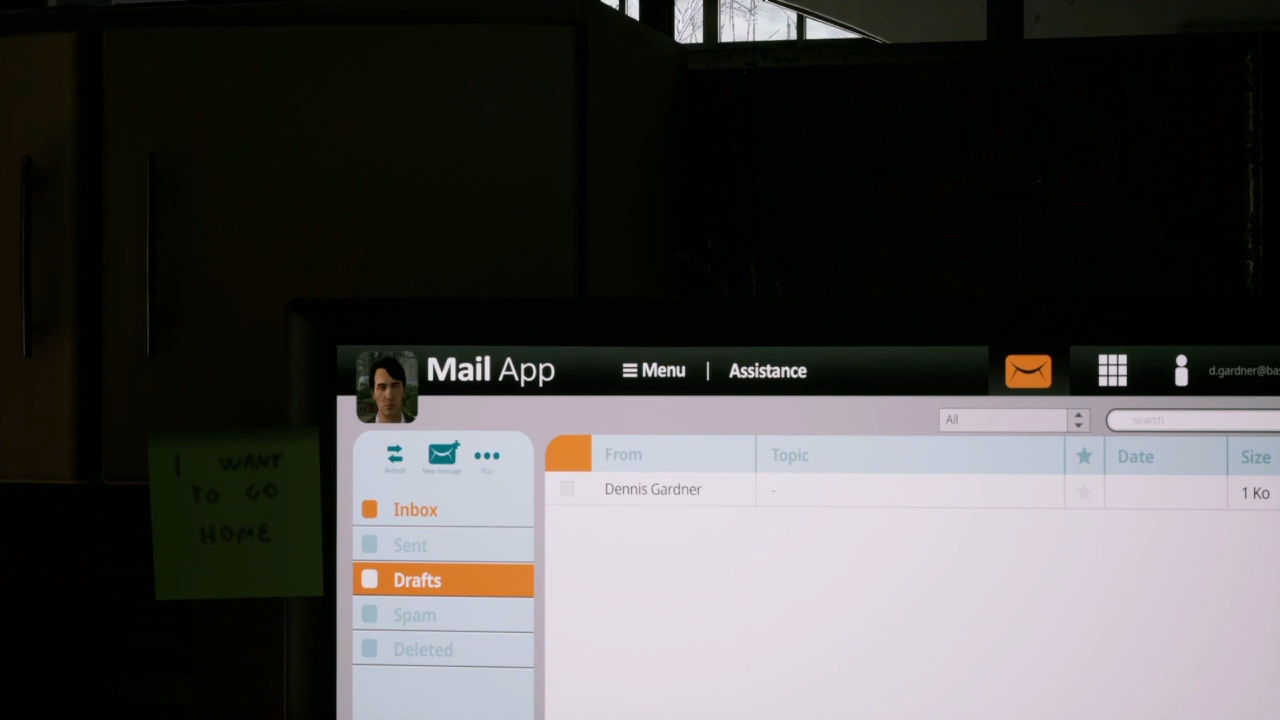 Mail App
Menu | Assistance
d.gardner@bas
All
search
Refresh
New message
Plus
From
Topic
Date
Size
Dennis Gardner
-
1 Ko
Inbox
Sent
Drafts
Spam
Deleted
I WANT
TO GO
HOME